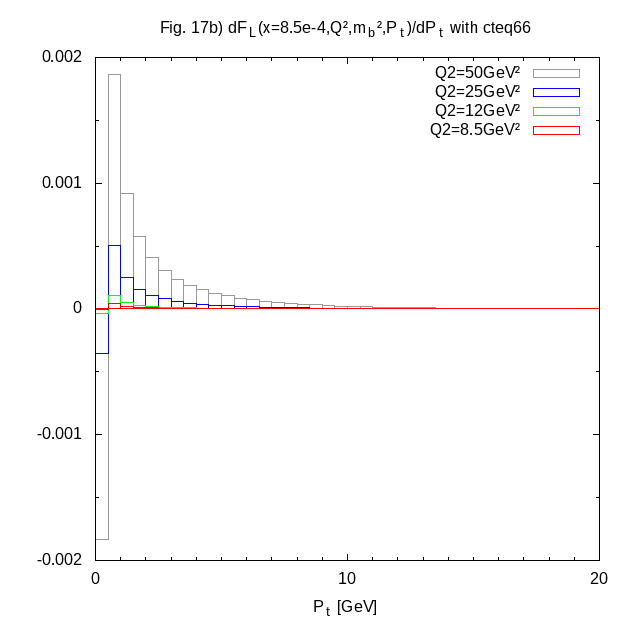 Fig. 17b) dF_L(x=8.5e-4,Q²,m_b²,P_t)/dP_t with cteq66
Q2=50GeV²
Q2=25GeV²
Q2=12GeV²
Q2=8.5GeV²
0.002
0.001
0
-0.001
-0.002
0 10 20
P_t [GeV]